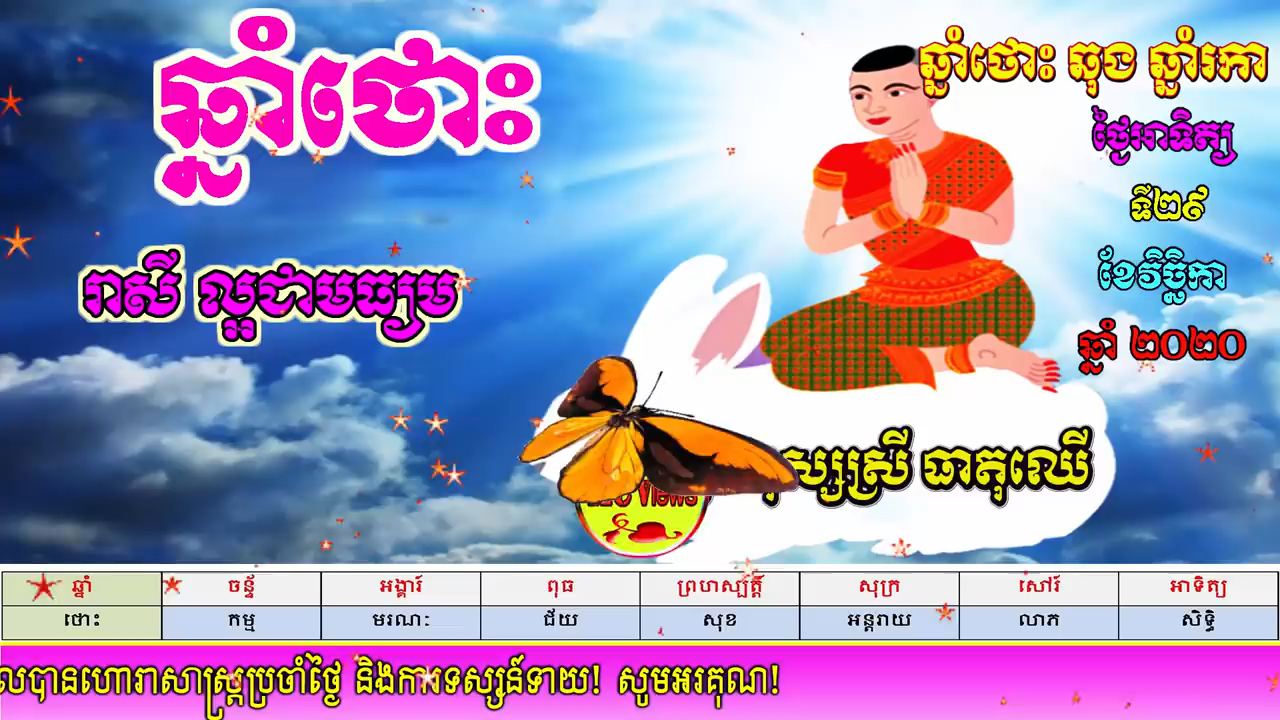 ឆ្នាំថោះ
ឆ្នាំថោះ ឆុង ឆ្នាំរកា
ថ្ងៃអាទិត្យ
ទី២៩
ខែវិច្ឆិកា
ឆ្នាំ ២០២០
រាសី ល្អជាមធ្យម
ស្សស្រី ធាតុឈើ
Views
ឆ្នាំ ចន្ទ័ អង្គារ៍ ពុធ ព្រហស្បត្តិ៍ សុក្រ សៅរ៍ អាទិត្យ
ថោះ កម្ម មរណៈ ជ័យ សុខ អន្តរាយ លាភ សិទ្ធិ
លបានហោរាសាស្ត្រប្រចាំថ្ងៃ និងការទស្សន៍ទាយ! សូមអរគុណ!